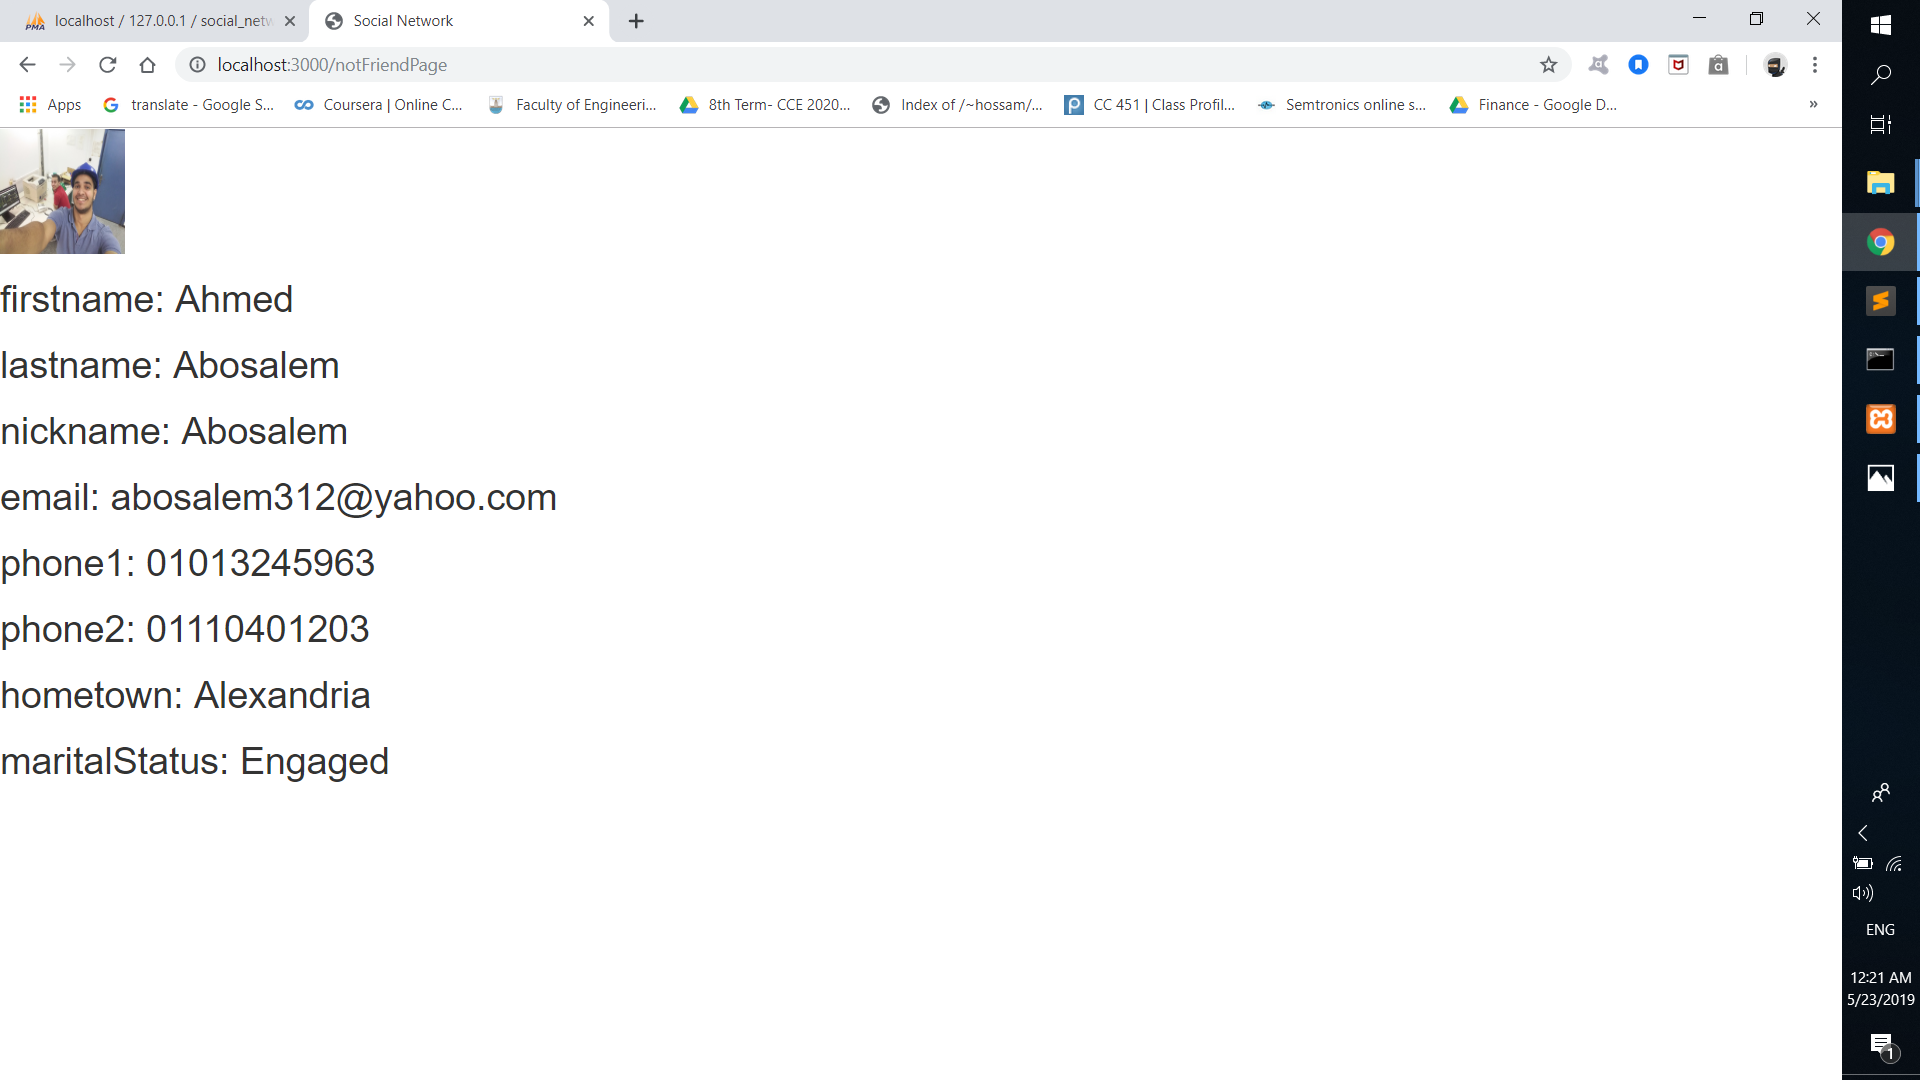 localhost / 127.0.0.1 / social_netw
Social Network
localhost:3000/notFriendPage
Apps
translate - Google S...
Coursera | Online C...
Faculty of Engineeri...
8th Term- CCE 2020...
Index of /~hossam/...
CC 451 | Class Profil...
Semtronics online s...
Finance - Google D...
»
firstname: Ahmed
lastname: Abosalem
nickname: Abosalem
email: abosalem312@yahoo.com
phone1: 01013245963
phone2: 01110401203
hometown: Alexandria
maritalStatus: Engaged
ENG
12:21 AM
5/23/2019
1